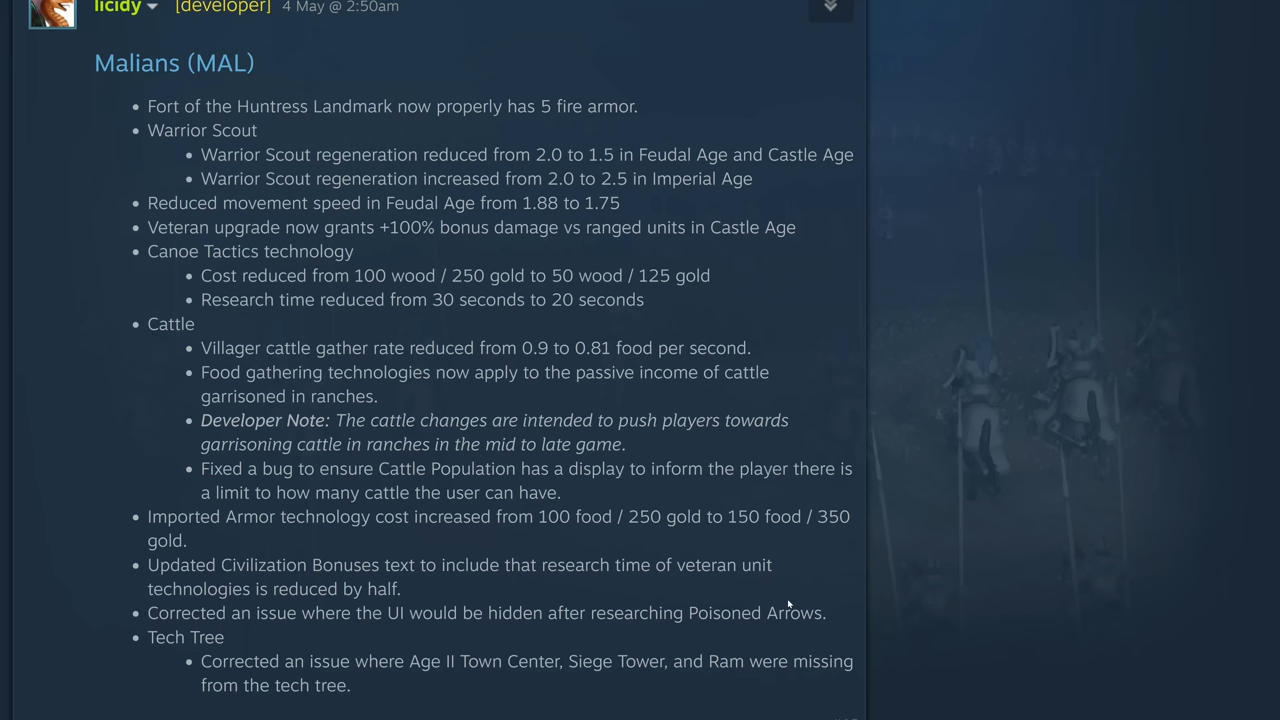 licidy [developer] 4 May @ 2:50am
Malians (MAL)
• Fort of the Huntress Landmark now properly has 5 fire armor.
• Warrior Scout
• Warrior Scout regeneration reduced from 2.0 to 1.5 in Feudal Age and Castle Age
• Warrior Scout regeneration increased from 2.0 to 2.5 in Imperial Age
• Reduced movement speed in Feudal Age from 1.88 to 1.75
• Veteran upgrade now grants +100% bonus damage vs ranged units in Castle Age
• Canoe Tactics technology
• Cost reduced from 100 wood / 250 gold to 50 wood / 125 gold
• Research time reduced from 30 seconds to 20 seconds
• Cattle
• Villager cattle gather rate reduced from 0.9 to 0.81 food per second.
• Food gathering technologies now apply to the passive income of cattle
garrisoned in ranches.
• Developer Note: The cattle changes are intended to push players towards
garrisoning cattle in ranches in the mid to late game.
• Fixed a bug to ensure Cattle Population has a display to inform the player there is
a limit to how many cattle the user can have.
• Imported Armor technology cost increased from 100 food / 250 gold to 150 food / 350
gold.
• Updated Civilization Bonuses text to include that research time of veteran unit
technologies is reduced by half.
• Corrected an issue where the UI would be hidden after researching Poisoned Arrows.
• Tech Tree
• Corrected an issue where Age II Town Center, Siege Tower, and Ram were missing
from the tech tree.